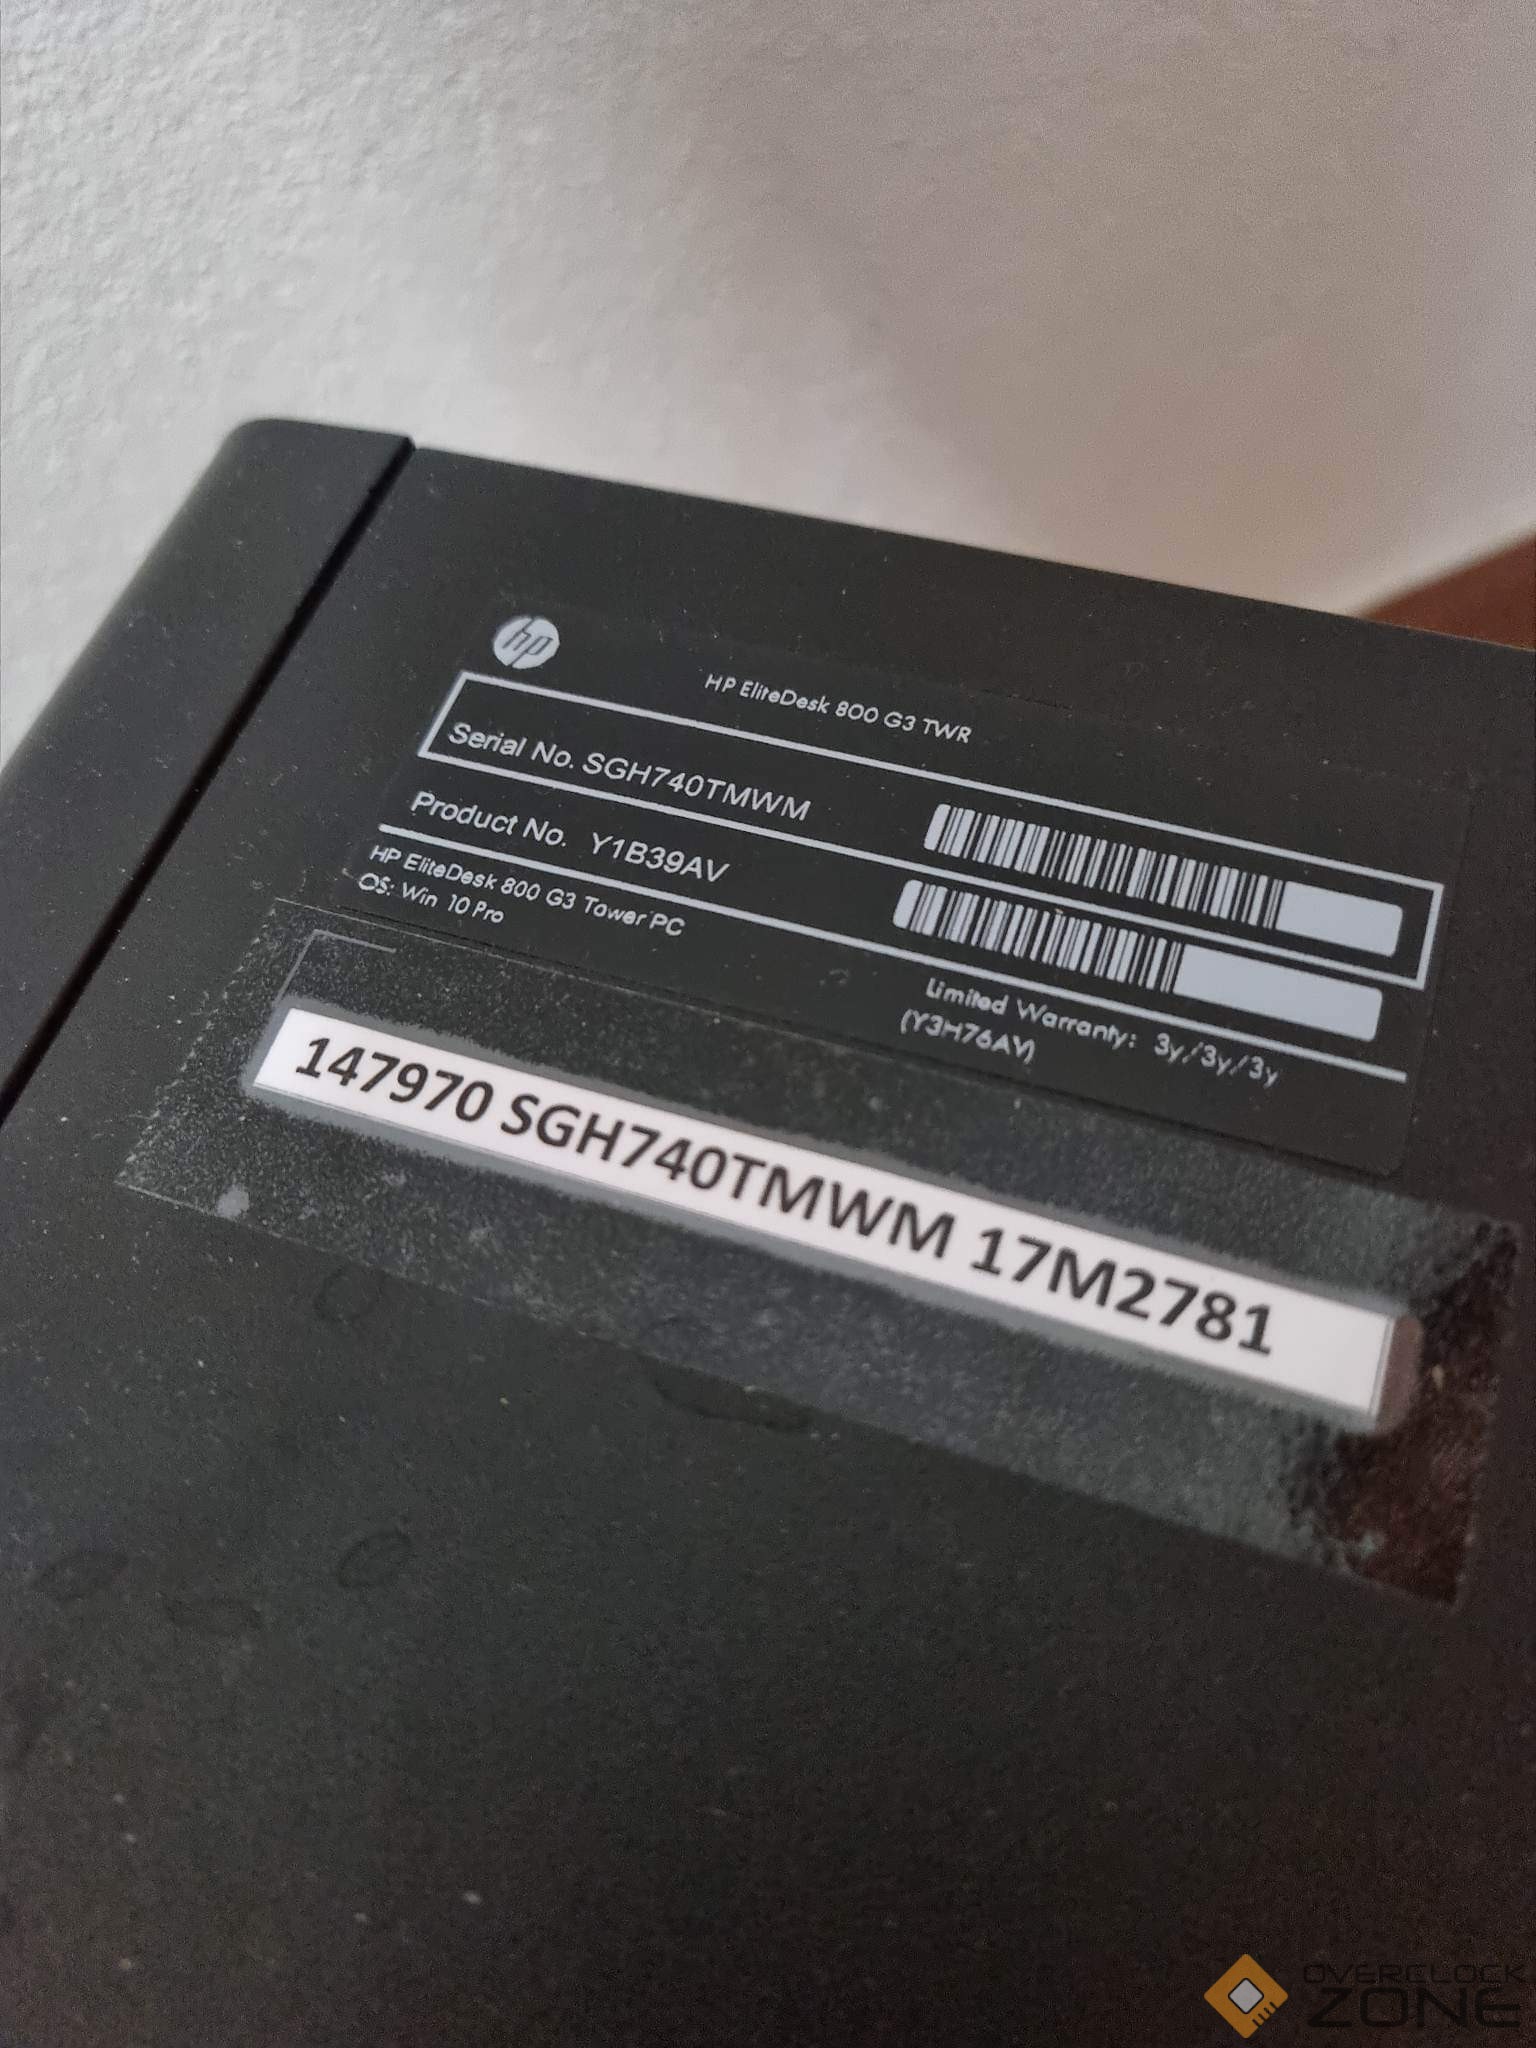 hp
HP EliteDesk 800 G3 TWR
Serial No. SGH740TMWM
Product No. Y1B39AV
HP EliteDesk 800 G3 Tower PC
OS: Win 10 Pro
Limited Warranty: 3y/3y/3y
(Y3H76AV)
147970 SGH740TMWM 17M2781
OVERCLOCK
ZONE